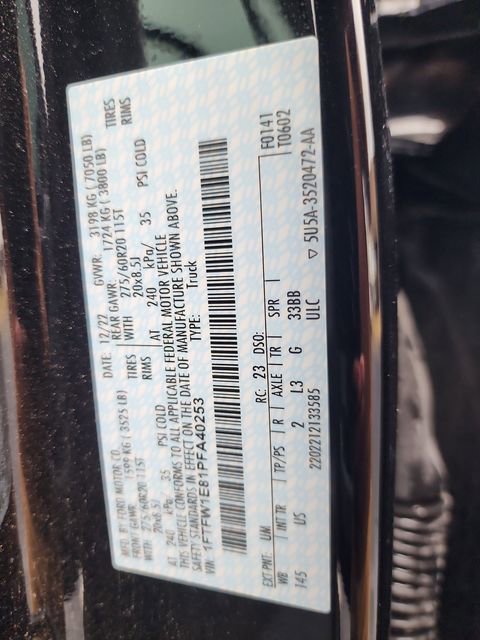 MFD. BY FORD MOTOR CO.
DATE: 12/22 GVWR: 3198 KG ( 7050 LB)
FRONT GAWR: 1599 KG ( 3525 LB) REAR GAWR: 1724 KG ( 3800 LB)
WITH 275/60R20 115T TIRES WITH 275/60R20 115T TIRES
20x8.5J RIMS 20x8.5J RIMS
AT 240 kPa/ 35 PSI COLD AT 240 kPa/ 35 PSI COLD
THIS VEHICLE CONFORMS TO ALL APPLICABLE FEDERAL MOTOR VEHICLE
SAFETY STANDARDS IN EFFECT ON THE DATE OF MANUFACTURE SHOWN ABOVE.
VIN: 1FTFW1E81PFA40253 TYPE: Truck
F0141
T0602
EXT PNT: UM RC: 23 DSO:
WB INT TR TP/PS R AXLE TR SPR
145 US 2 L3 G 33BB
2202212133585 ULC ▽ 5U5A-3520472-AA